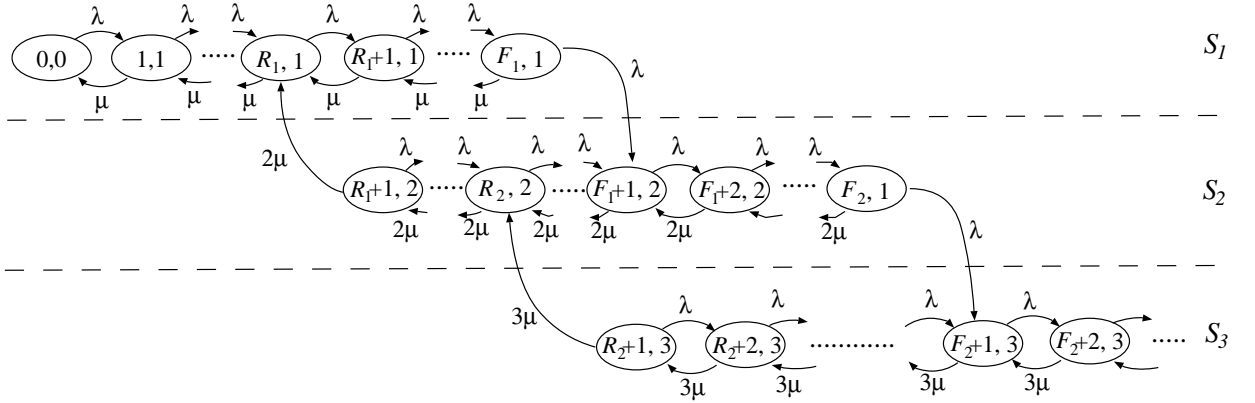 λ λ λ λ λ λ
0,0 1,1 ..... R₁, 1 R₁+1, 1 ..... F₁, 1 S₁
μ μ μ μ μ μ
λ
2μ λ λ λ λ λ λ λ
R₁+1, 2 ..... R₂, 2 ..... F₁+1, 2 F₁+2, 2 ..... F₂, 1 S₂
2μ 2μ 2μ 2μ 2μ 2μ
λ
3μ λ λ λ λ
R₂+1, 3 R₂+2, 3 ............ F₂+1, 3 F₂+2, 3 ..... S₃
3μ 3μ 3μ 3μ